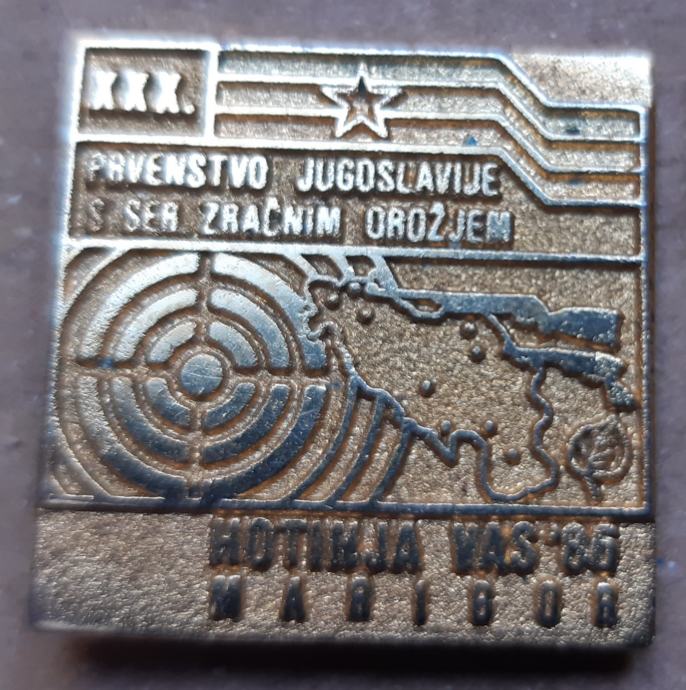 XXX.
PRVENSTVO JUGOSLAVIJE
S SER. ZRAČNIM OROŽJEM
HOTINJA VAS '85
MARIBOR